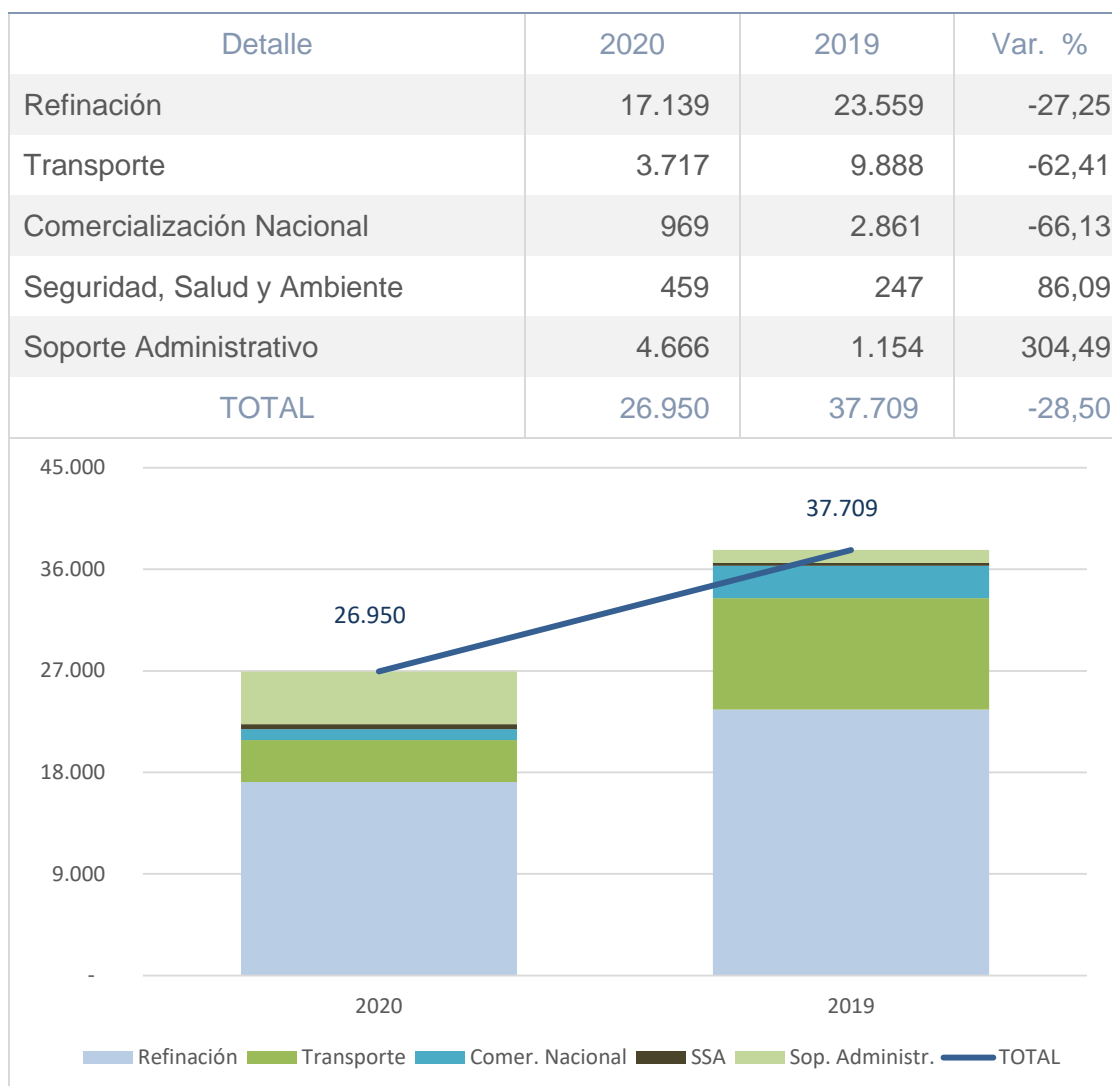 Detalle 2020 2019 Var. %
Refinación 17.139 23.559 -27,25
Transporte 3.717 9.888 -62,41
Comercialización Nacional 969 2.861 -66,13
Seguridad, Salud y Ambiente 459 247 86,09
Soporte Administrativo 4.666 1.154 304,49
TOTAL 26.950 37.709 -28,50
45.000
37.709
36.000
26.950
27.000
18.000
9.000
-
2020 2019
Refinación Transporte Comer. Nacional SSA Sop. Administr. TOTAL